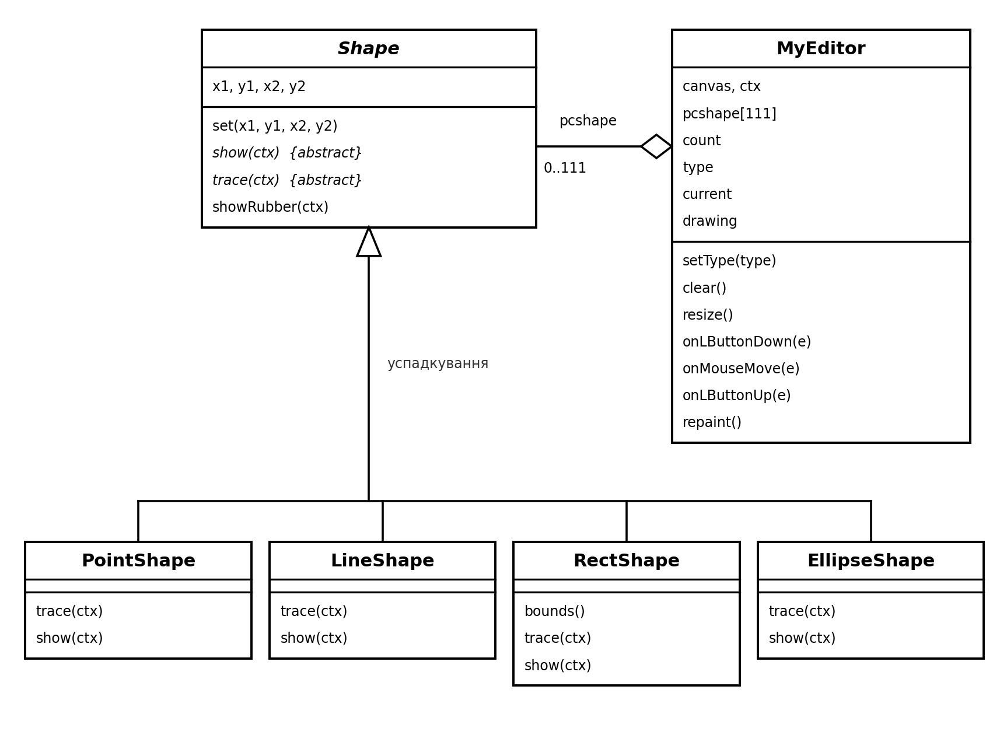 Shape
x1, y1, x2, y2
set(x1, y1, x2, y2)
show(ctx)  {abstract}
trace(ctx)  {abstract}
showRubber(ctx)
pcshape
0..111
MyEditor
canvas, ctx
pcshape[111]
count
type
current
drawing
setType(type)
clear()
resize()
onLButtonDown(e)
onMouseMove(e)
onLButtonUp(e)
repaint()
успадкування
PointShape
trace(ctx)
show(ctx)
LineShape
trace(ctx)
show(ctx)
RectShape
bounds()
trace(ctx)
show(ctx)
EllipseShape
trace(ctx)
show(ctx)